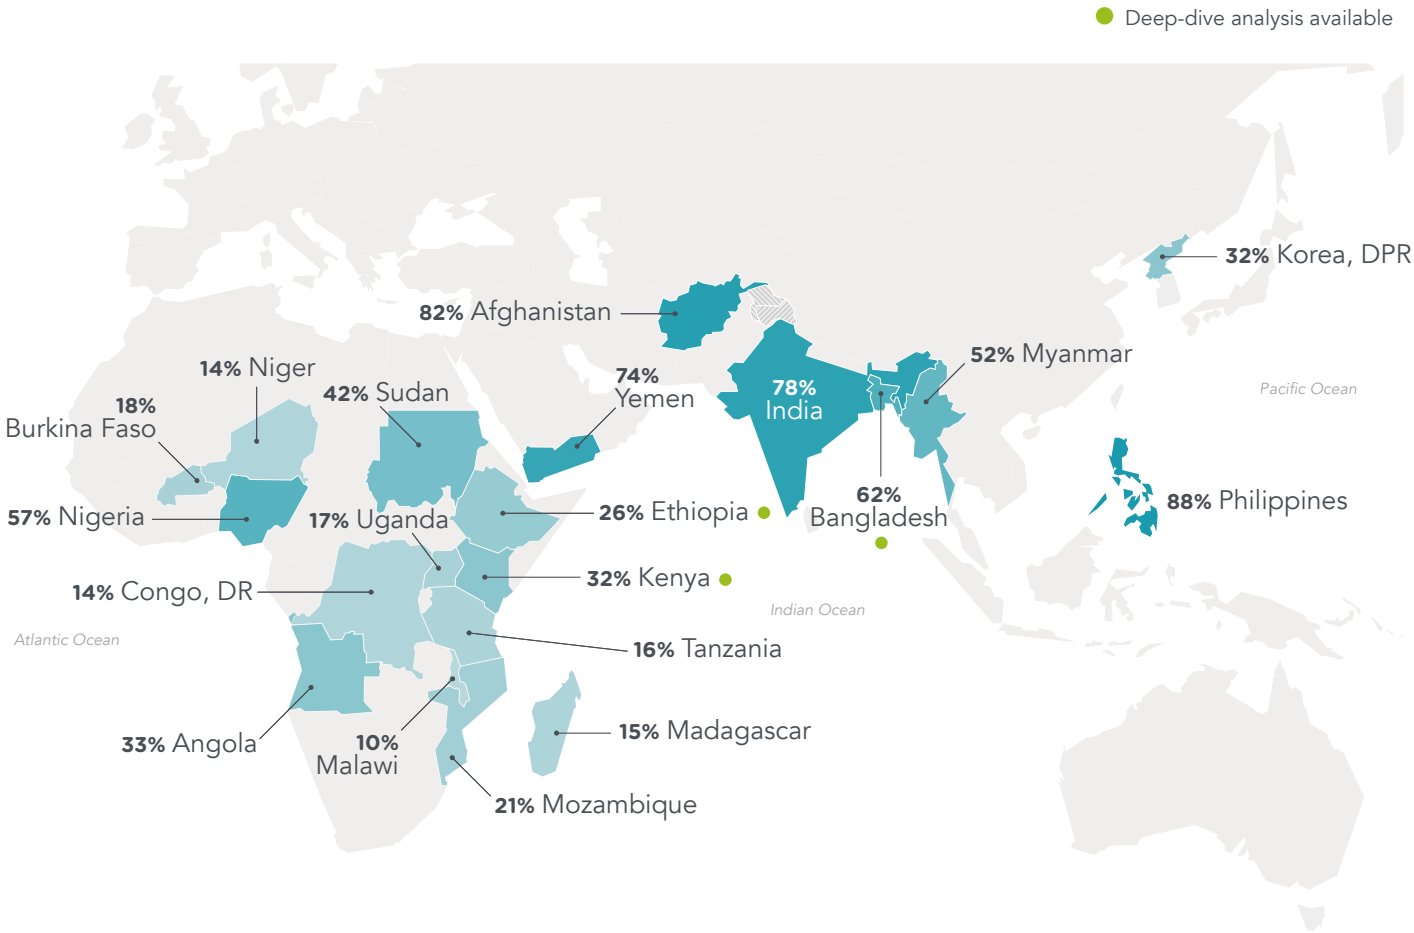 Deep-dive analysis available
32% Korea, DPR
82% Afghanistan
52% Myanmar
14% Niger
74%
Yemen
42% Sudan
78%
India
Pacific Ocean
18%
Burkina Faso
88% Philippines
62%
Bangladesh
57% Nigeria
17% Uganda
26% Ethiopia
32% Kenya
14% Congo, DR
Indian Ocean
Atlantic Ocean
16% Tanzania
33% Angola
10%
Malawi
15% Madagascar
21% Mozambique